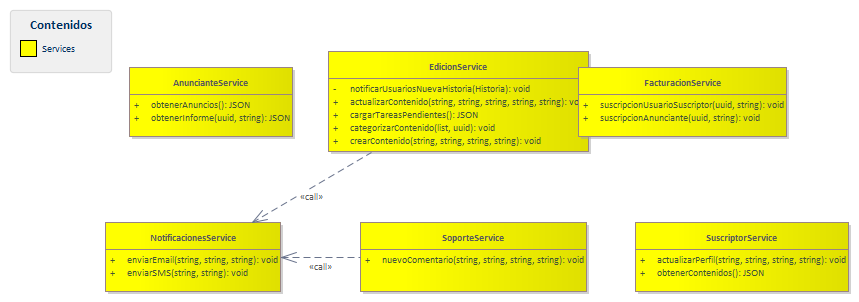 Contenidos
Services
AnuncianteService
+ obtenerAnuncios(): JSON
+ obtenerInforme(uuid, string): JSON
EdicionService
- notificarUsuariosNuevaHistoria(Historia): void
+ actualizarContenido(string, string, string, string, string): vo
+ cargarTareasPendientes(): JSON
+ categorizarContenido(list, uuid): void
+ crearContenido(string, string, string, string): void
FacturacionService
+ suscripcionUsuarioSuscriptor(uuid, string): void
+ suscripcionAnunciante(uuid, string): void
«call»
NotificacionesService
+ enviarEmail(string, string, string): void
+ enviarSMS(string, string): void
«call»
SoporteService
+ nuevoComentario(string, string, string, string): void
SuscriptorService
+ actualizarPerfil(string, string, string, string, string): void
+ obtenerContenidos(): JSON